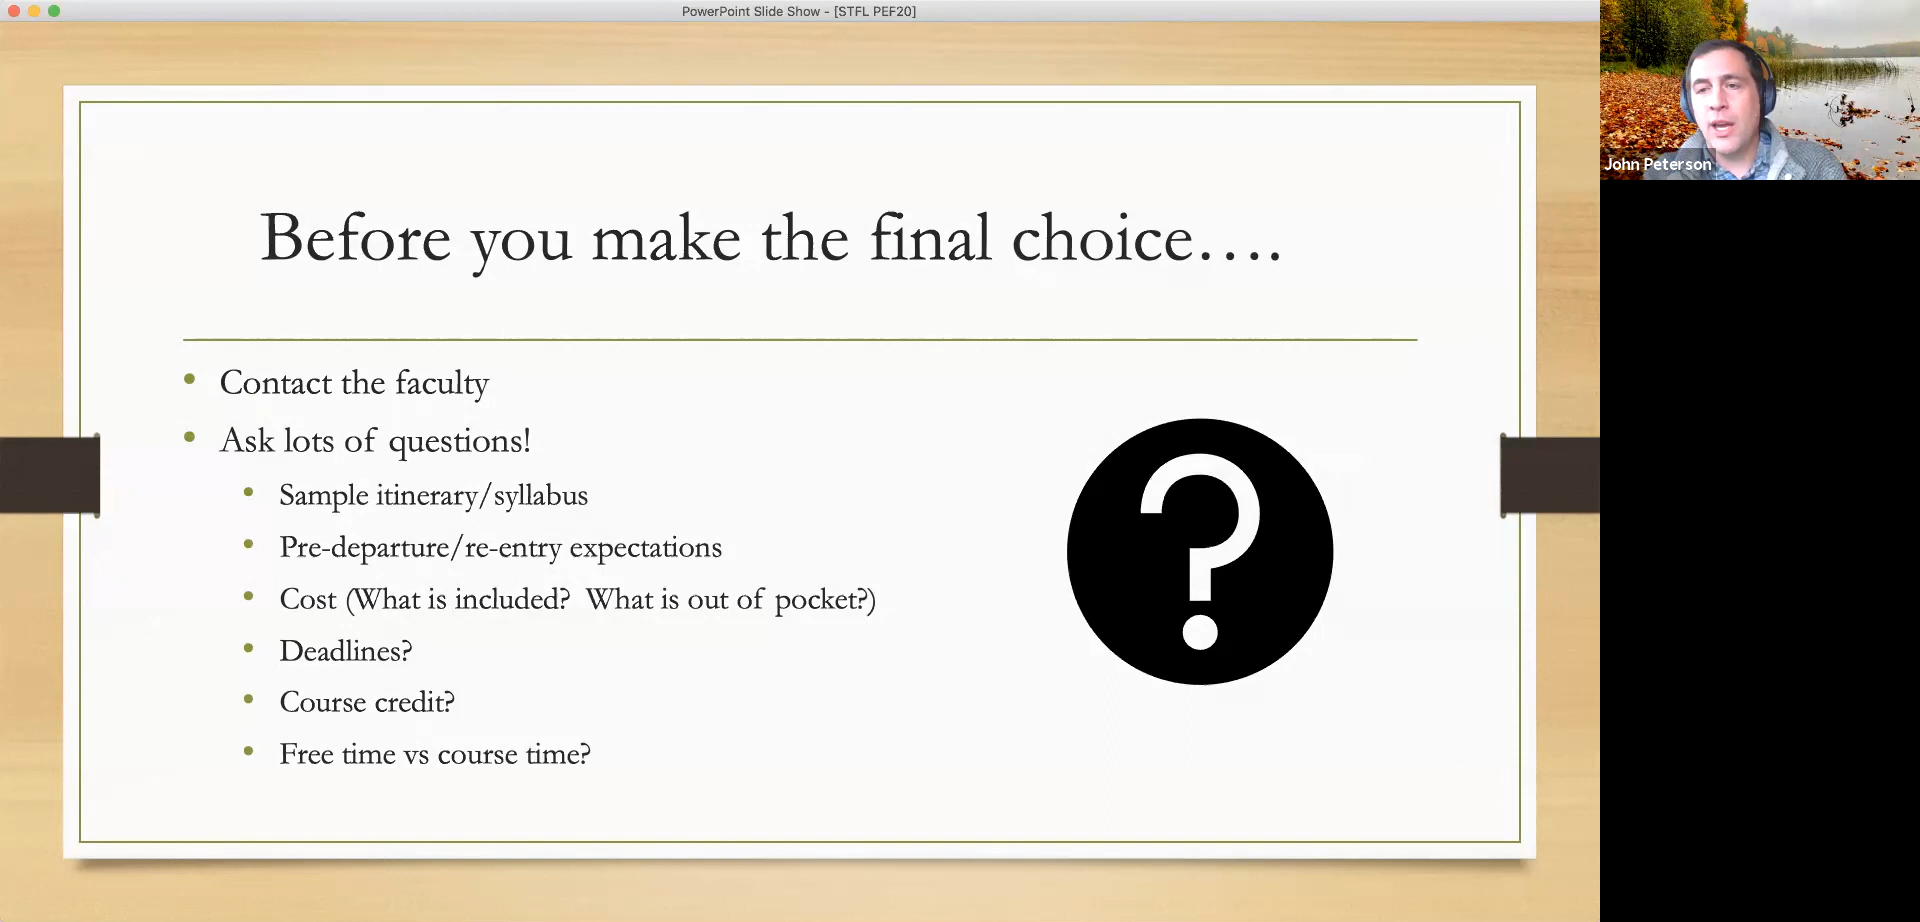 PowerPoint Slide Show - [STFL PEF20]
John Peterson
Before you make the final choice….
Contact the faculty
Ask lots of questions!
Sample itinerary/syllabus
Pre-departure/re-entry expectations
Cost (What is included?  What is out of pocket?)
Deadlines?
Course credit?
Free time vs course time?
?